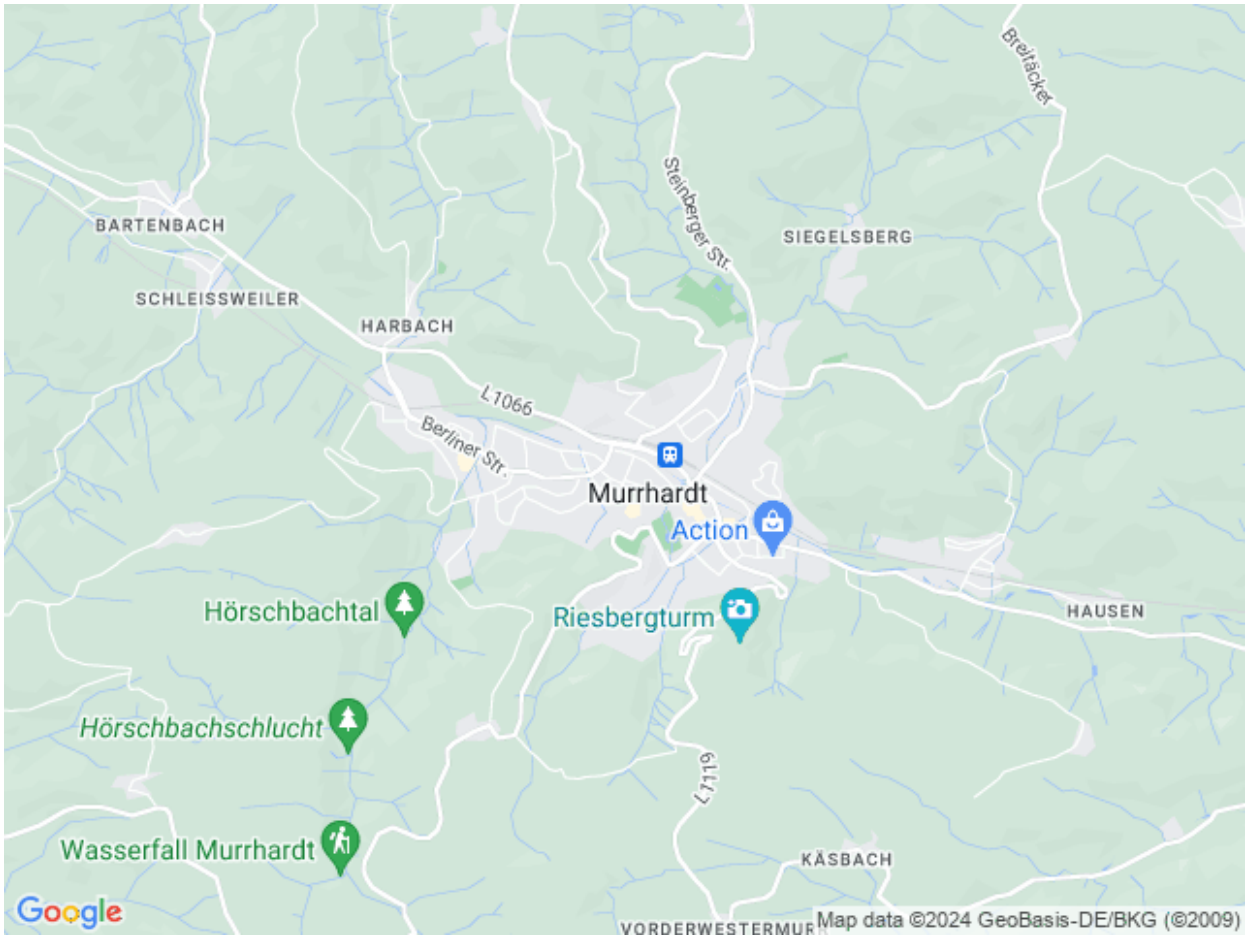 Breitäcker
Steinberger Str.
BARTENBACH
SIEGELSBERG
SCHLEISSWEILER
HARBACH
L1066
Berliner Str.
Murrhardt
Action
Hörschbachtal
Riesbergturm
HAUSEN
Hörschbachschlucht
L1119
Wasserfall Murrhardt
KÄSBACH
Google
VORDERWESTERMURR
Map data ©2024 GeoBasis-DE/BKG (©2009)